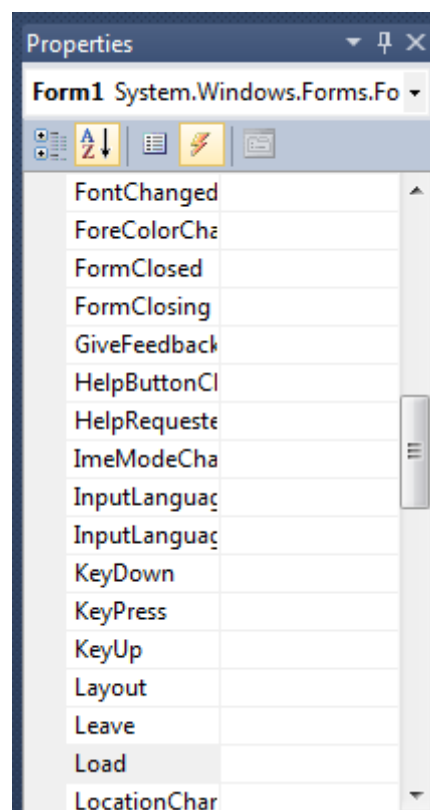 Properties
Form1 System.Windows.Forms.Fo
A
Z
FontChanged
ForeColorCha
FormClosed
FormClosing
GiveFeedback
HelpButtonCl
HelpRequeste
ImeModeCha
InputLanguag
InputLanguag
KeyDown
KeyPress
KeyUp
Layout
Leave
Load
LocationChar